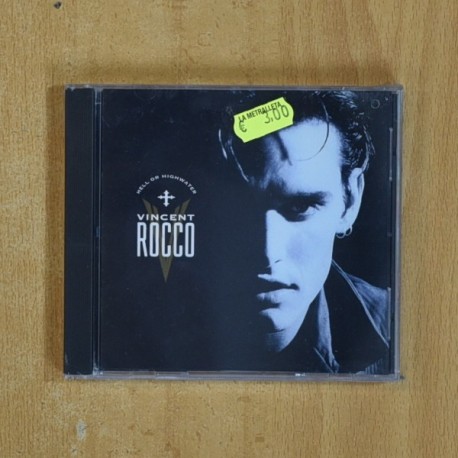 LA METRALLETA
€ 3,00
HELL OR HIGHWATER
VINCENT
ROCCO